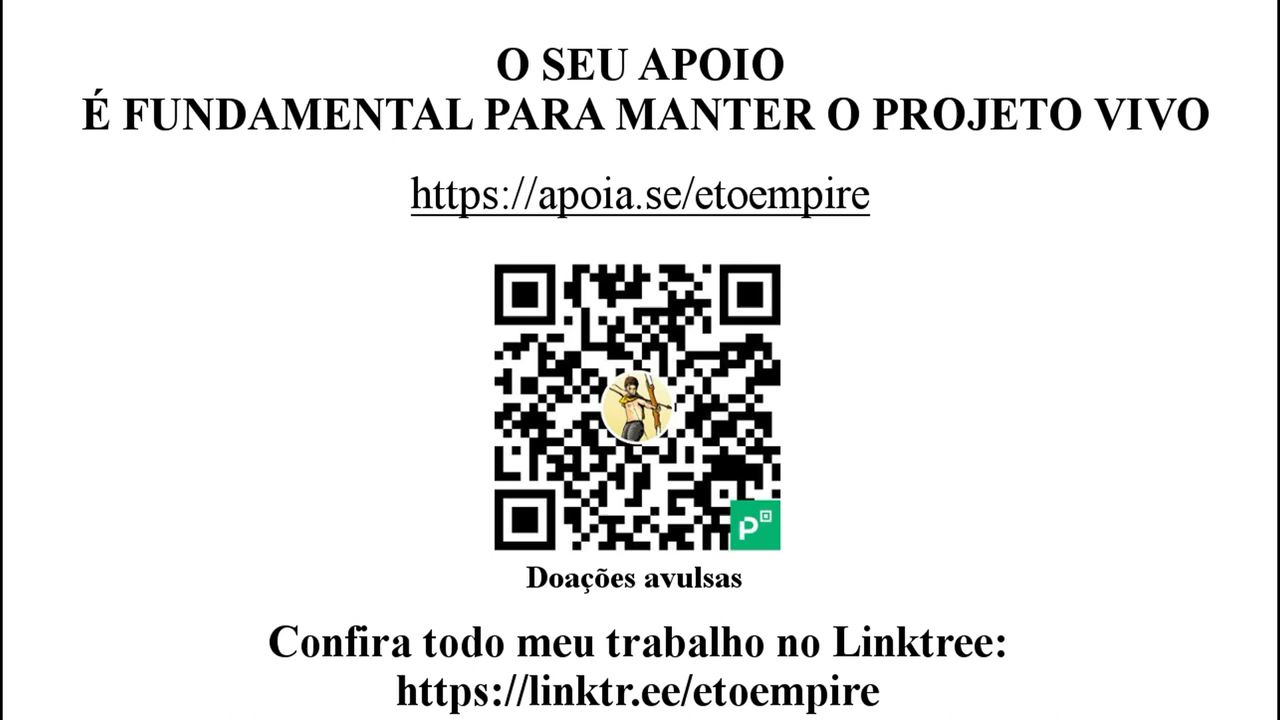 O SEU APOIO
É FUNDAMENTAL PARA MANTER O PROJETO VIVO
https://apoia.se/etoempire
P
Doações avulsas
Confira todo meu trabalho no Linktree:
https://linktr.ee/etoempire